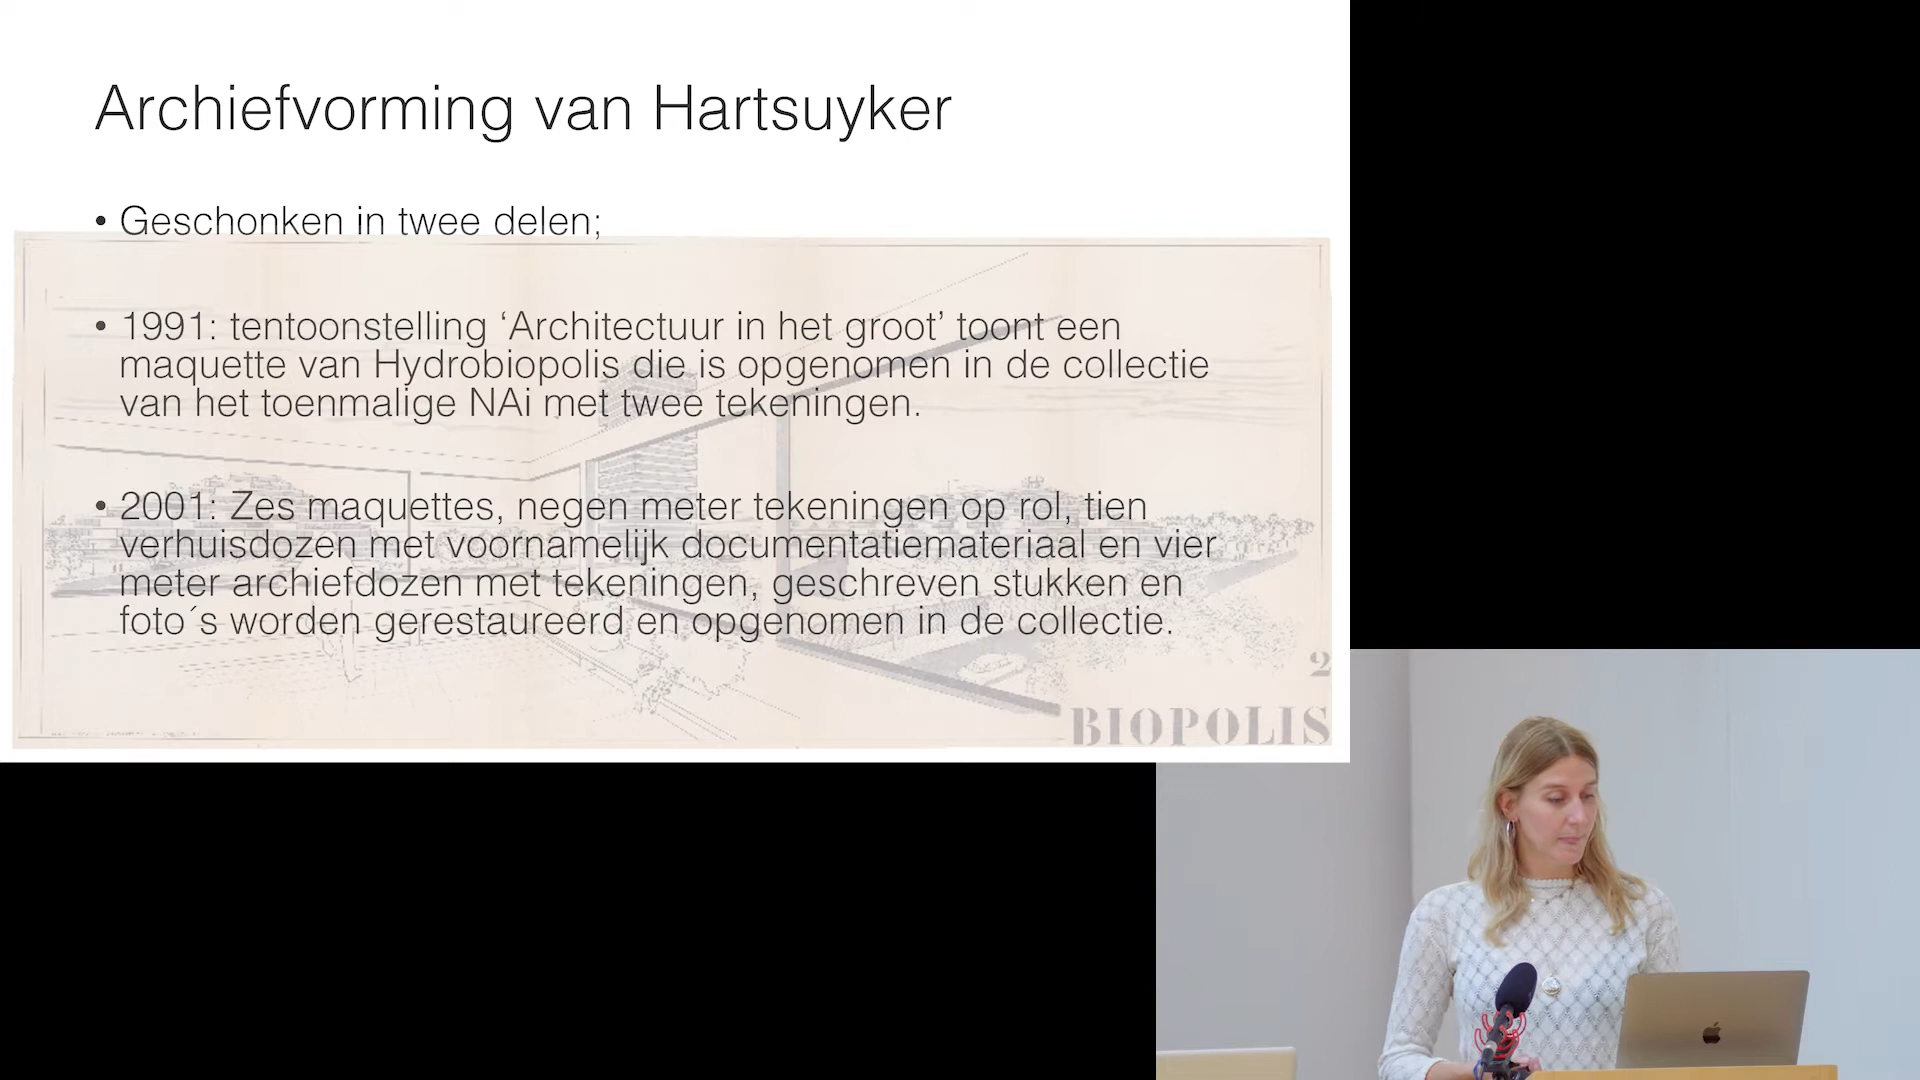 Archiefvorming van Hartsuyker
• Geschonken in twee delen;
• 1991: tentoonstelling ‘Architectuur in het groot’ toont een
maquette van Hydrobiopolis die is opgenomen in de collectie
van het toenmalige NAi met twee tekeningen.
• 2001: Zes maquettes, negen meter tekeningen op rol, tien
verhuisdozen met voornamelijk documentatiemateriaal en vier
meter archiefdozen met tekeningen, geschreven stukken en
foto´s worden gerestaureerd en opgenomen in de collectie.
2
BIOPOLIS